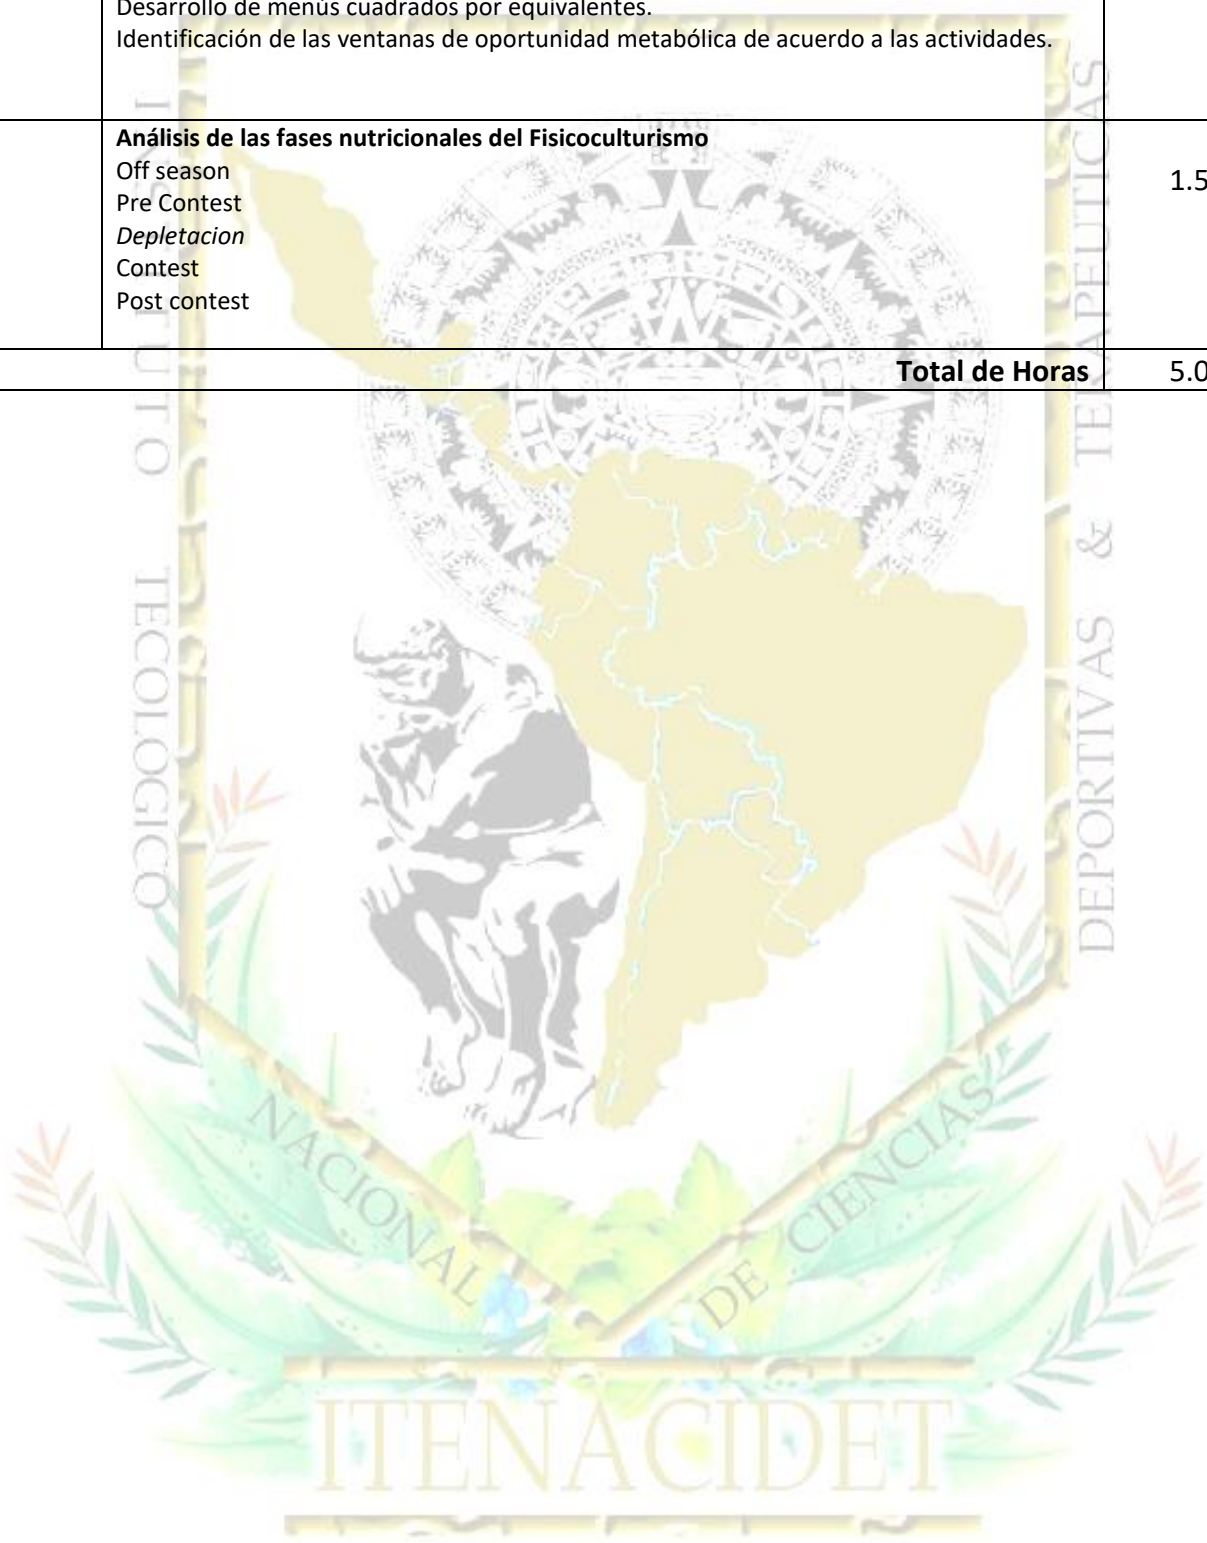 Desarrollo de menús cuadrados por equivalentes.
Identificación de las ventanas de oportunidad metabólica de acuerdo a las actividades.
Análisis de las fases nutricionales del Fisicoculturismo
Off season
Pre Contest
Depletacion
Contest
Post contest
1.5
Total de Horas
5.0
INSTITUTO TECOLOGICO
NACIONAL
DE CIENCIAS
DEPORTIVAS & TERAPEUTICAS
ITENACIDET